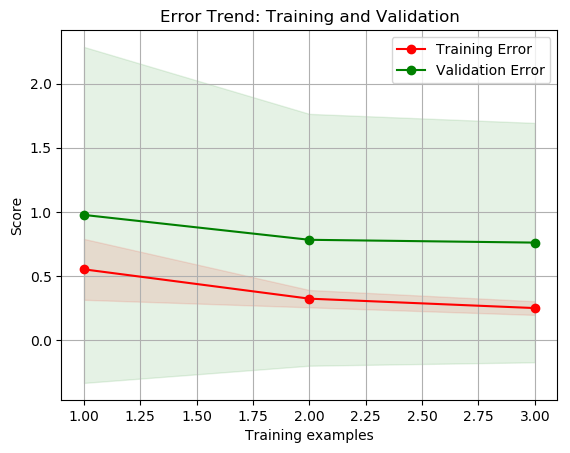 Error Trend: Training and Validation
Training Error
Validation Error
2.0
1.5
1.0
0.5
0.0
Score
1.00
1.25
1.50
1.75
2.00
2.25
2.50
2.75
3.00
Training examples